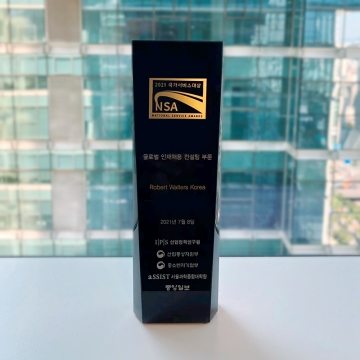 2021 국가서비스대상
NSA
NATIONAL SERVICE AWARDS
글로벌 인재채용 컨설팅 부문
Robert Walters Korea
2021년 7월 8일
I·P·S 산업정책연구원
산업통상자원부
중소벤처기업부
aSSIST 서울과학종합대학원
중앙일보